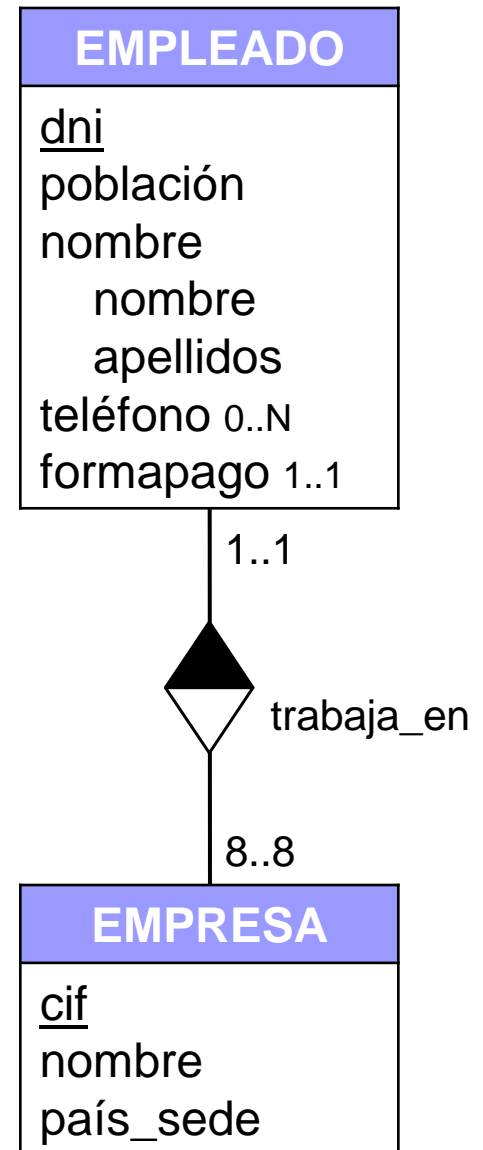 EMPLEADO
dni
población
nombre
nombre
apellidos
teléfono 0..N
formapago 1..1
1..1
trabaja_en
8..8
EMPRESA
cif
nombre
país_sede